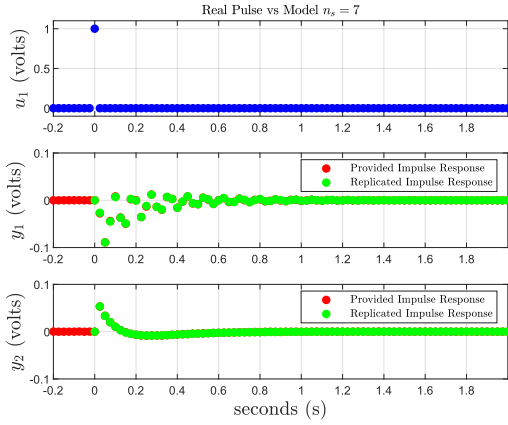 Real Pulse vs Model n_s = 7
u_1 (volts)
1
0.5
0
-0.2 0 0.2 0.4 0.6 0.8 1 1.2 1.4 1.6 1.8
y_1 (volts)
0.1
0
-0.1
Provided Impulse Response
Replicated Impulse Response
-0.2 0 0.2 0.4 0.6 0.8 1 1.2 1.4 1.6 1.8
y_2 (volts)
0.1
0
-0.1
Provided Impulse Response
Replicated Impulse Response
-0.2 0 0.2 0.4 0.6 0.8 1 1.2 1.4 1.6 1.8
seconds (s)